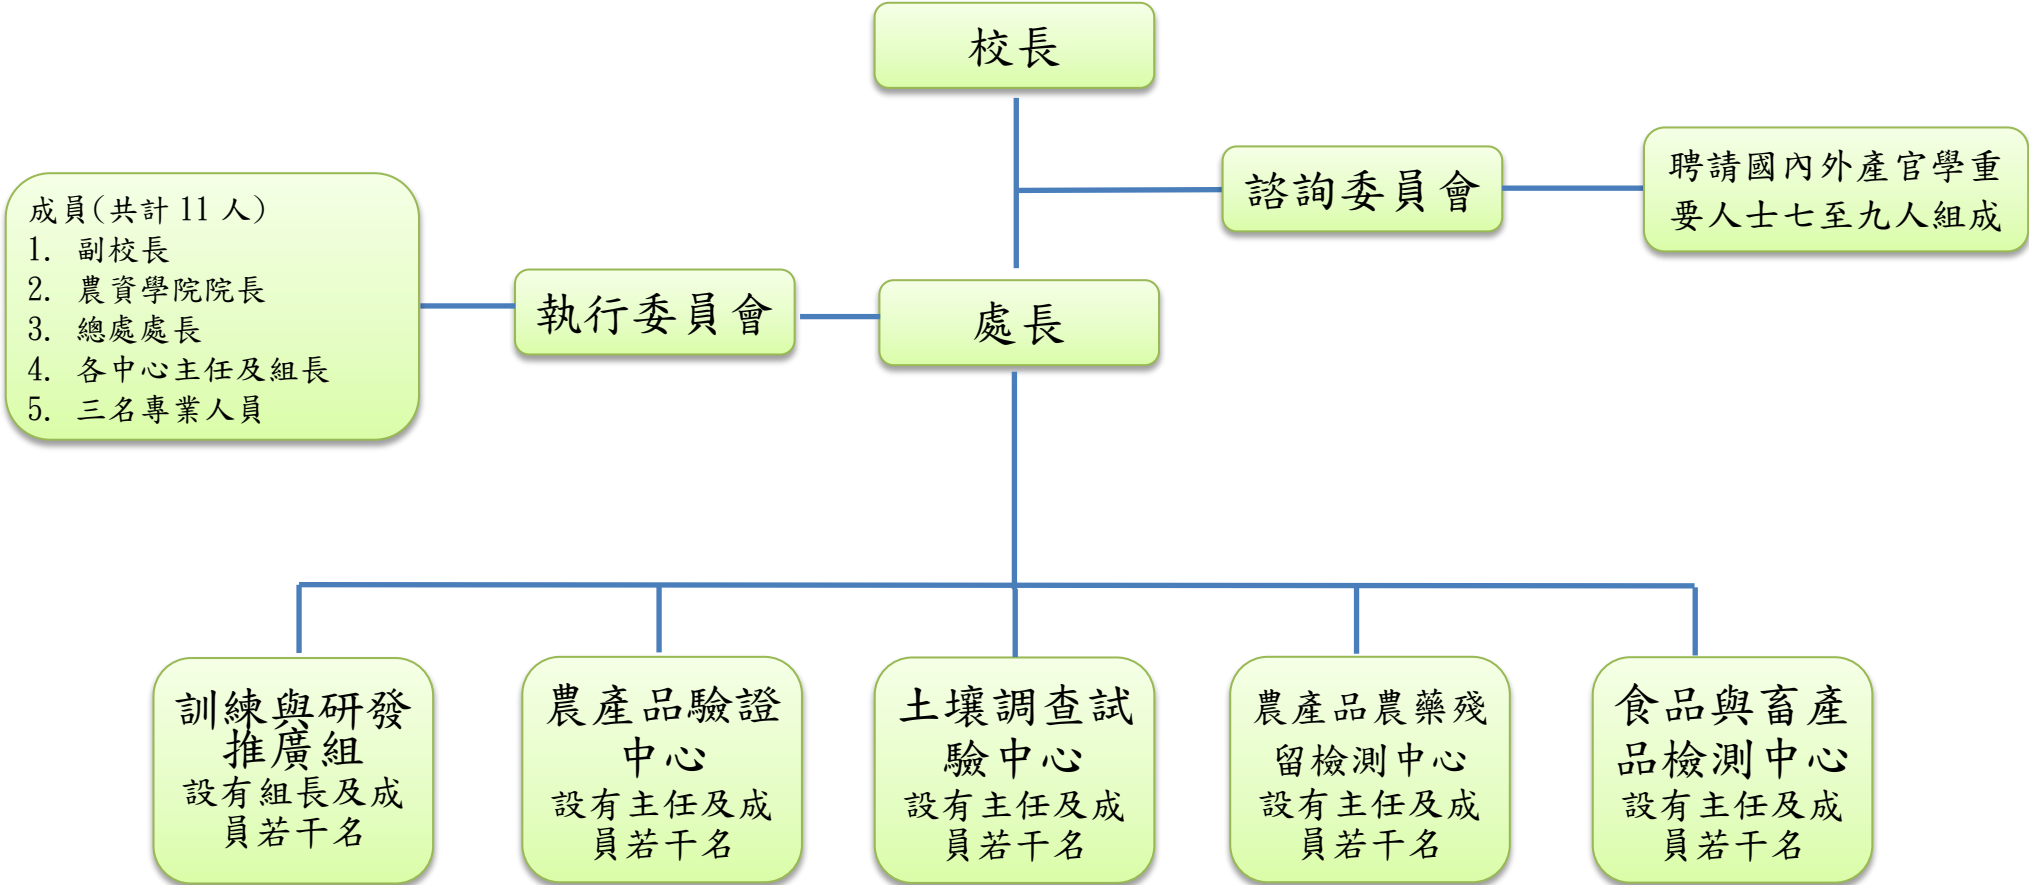 校長
諮詢委員會
聘請國內外產官學重
要人士七至九人組成
成員(共計 11 人)
1. 副校長
2. 農資學院院長
3. 總處處長
4. 各中心主任及組長
5. 三名專業人員
執行委員會
處長
訓練與研發
推廣組
設有組長及成
員若干名
農產品驗證
中心
設有主任及成
員若干名
土壤調查試
驗中心
設有主任及成
員若干名
農產品農藥殘
留檢測中心
設有主任及成
員若干名
食品與畜產
品檢測中心
設有主任及成
員若干名